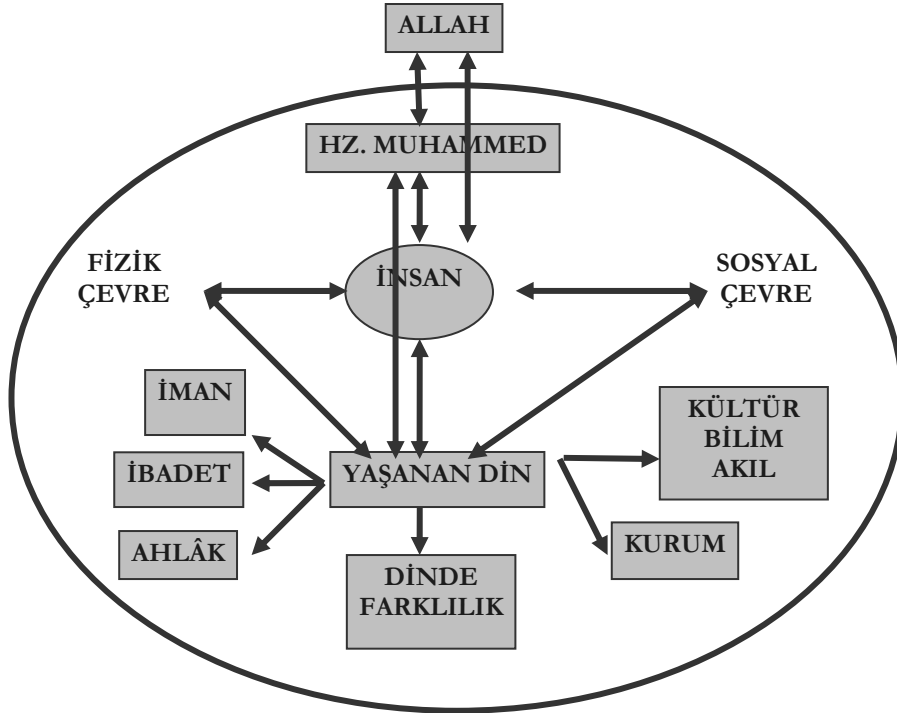 ALLAH
HZ. MUHAMMED
FİZİK
ÇEVRE
İNSAN
SOSYAL
ÇEVRE
İMAN
İBADET
AHLÂK
YAŞANAN DİN
KÜLTÜR
BİLİM
AKIL
KURUM
DİNDE
FARKLILIK